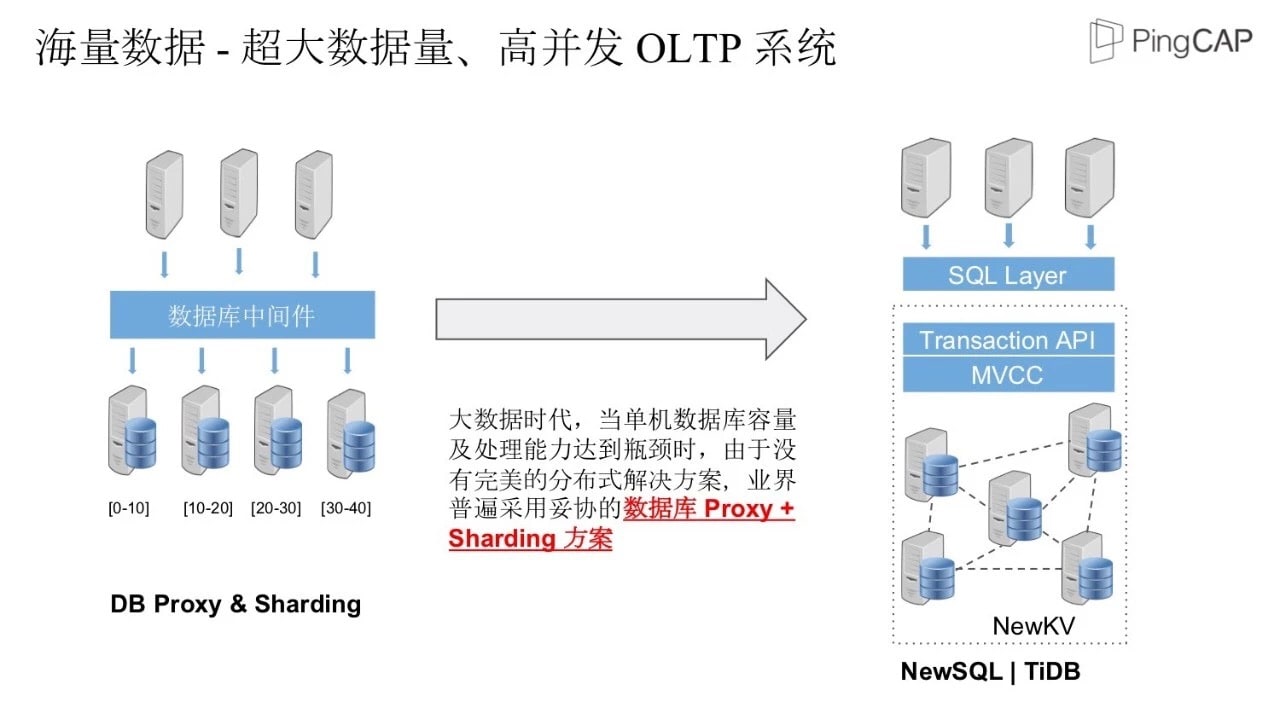 海量数据 - 超大数据量、高并发 OLTP 系统
PingCAP
数据库中间件
[0-10]
[10-20]
[20-30]
[30-40]
DB Proxy & Sharding
大数据时代，当单机数据库容量
及处理能力达到瓶颈时，由于没
有完美的分布式解决方案, 业界
普遍采用妥协的数据库 Proxy +
Sharding 方案
SQL Layer
Transaction API
MVCC
NewKV
NewSQL | TiDB